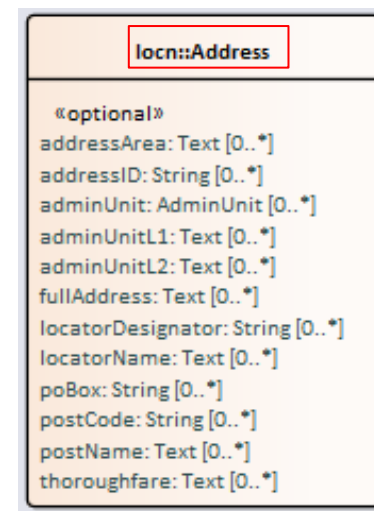 locn::Address
«optional»
addressArea: Text [0..*]
addressID: String [0..*]
adminUnit: AdminUnit [0..*]
adminUnitL1: Text [0..*]
adminUnitL2: Text [0..*]
fullAddress: Text [0..*]
locatorDesignator: String [0..*]
locatorName: Text [0..*]
poBox: String [0..*]
postCode: String [0..*]
postName: Text [0..*]
thoroughfare: Text [0..*]